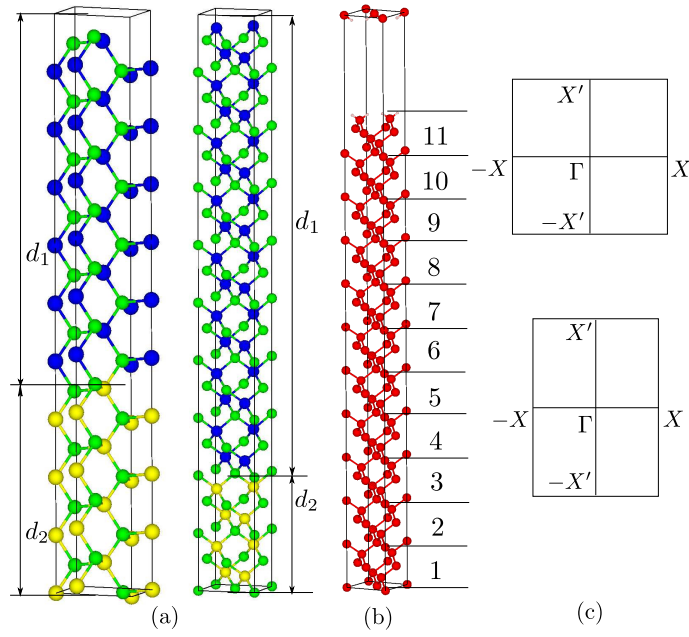 d₁
d₂
d₁
d₂
(a)
11
10
9
8
7
6
5
4
3
2
1
(b)
X′
−X Γ X
−X′
X′
−X Γ X
−X′
(c)